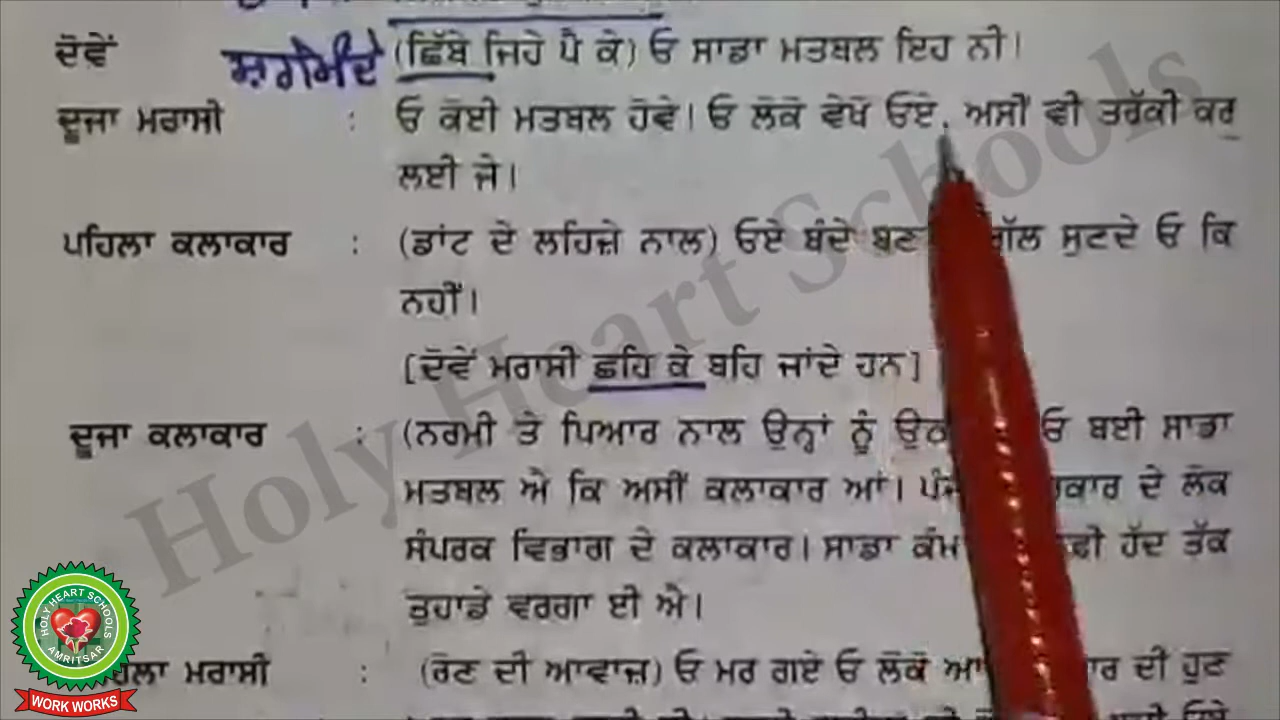 ਦੋਵੇਂ ਸ਼ਰਮਿੰਦੇ (ਛਿੱਬੇ ਜਿਹੇ ਪੈ ਕੇ) ਓ ਸਾਡਾ ਮਤਬਲ ਇਹ ਨੀ।
ਦੂਜਾ ਮਰਾਸੀ : ਓ ਕੋਈ ਮਤਬਲ ਹੋਵੇ। ਓ ਲੋਕੋ ਵੇਖੋ ਓਏ, ਅਸੀਂ ਵੀ ਤਰੱਕੀ ਕਰ
ਲਈ ਜੇ।
ਪਹਿਲਾ ਕਲਾਕਾਰ : (ਡਾਂਟ ਦੇ ਲਹਿਜ਼ੇ ਨਾਲ) ਓਏ ਬੰਦੇ ਬਣ ਗੱਲ ਸੁਣਦੇ ਓ ਕਿ
ਨਹੀਂ।
[ਦੋਵੇਂ ਮਰਾਸੀ ਛਹਿ ਕੇ ਬਹਿ ਜਾਂਦੇ ਹਨ]
ਦੂਜਾ ਕਲਾਕਾਰ : (ਨਰਮੀ ਤੇ ਪਿਆਰ ਨਾਲ ਉਨ੍ਹਾਂ ਨੂੰ ਓ ਬਈ ਸਾਡਾ
ਮਤਬਲ ਐ ਕਿ ਅਸੀਂ ਕਲਾਕਾਰ ਆਂ। ਦੇ ਲੋਕ
ਸੰਪਰਕ ਵਿਭਾਗ ਦੇ ਕਲਾਕਾਰ। ਸਾਡਾ ਕੰਮ ਹੱਦ ਤੱਕ
ਤੁਹਾਡੇ ਵਰਗਾ ਈ ਐ।
(ਰੋਣ ਦੀ ਆਵਾਜ਼) ਓ ਮਰ ਗਏ ਓ ਲੋਕੋ ਦੀ ਹੁਣ
ਮਰਾਸੀ :
Holy Heart Schools
HOLY HEART SCHOOLS
AMRITSAR
WORK WORKS